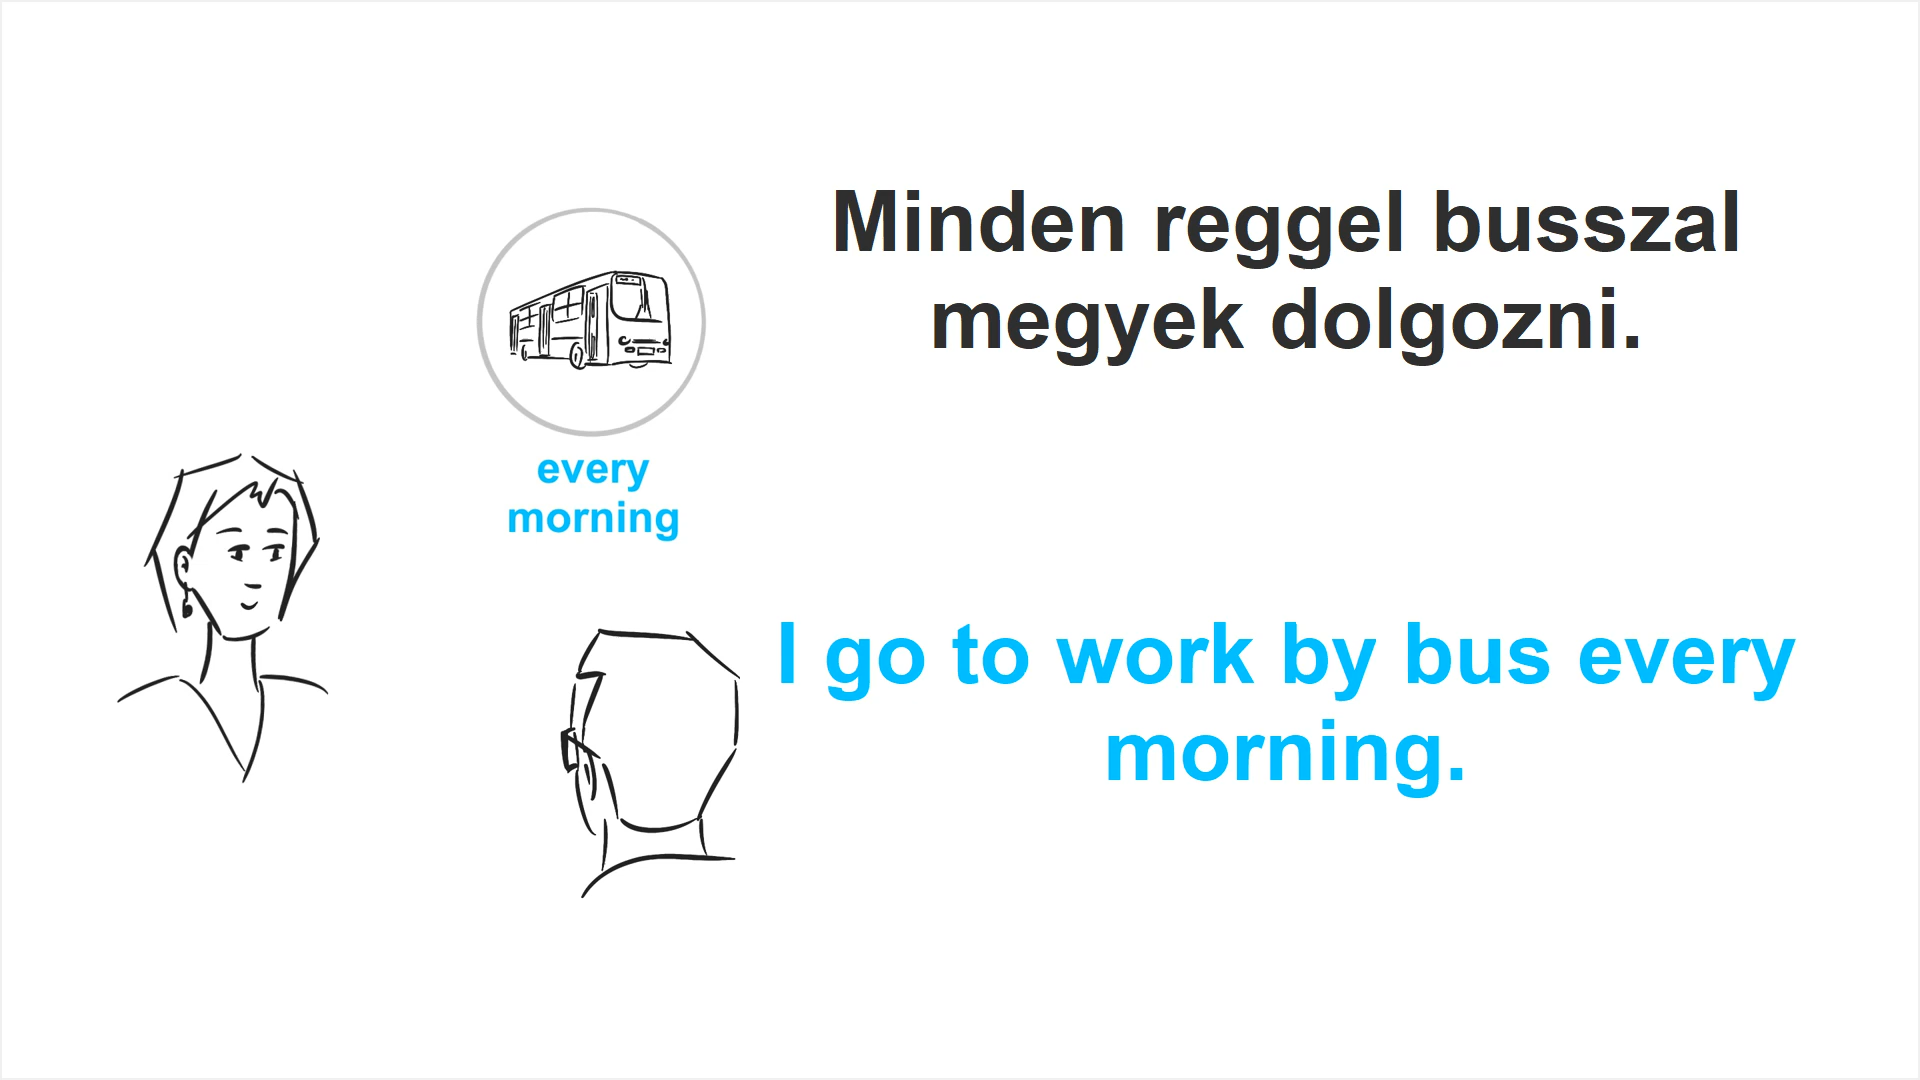 Minden reggel busszal
megyek dolgozni.
every
morning
I go to work by bus every
morning.